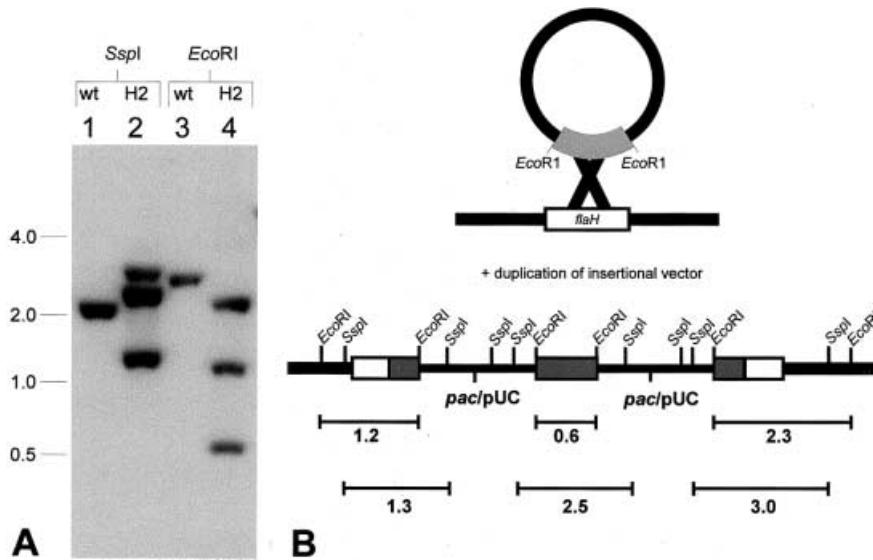 SspI EcoRI
wt H2 wt H2
1 2 3 4
4.0
2.0
1.0
0.5
A
EcoR1 EcoR1
flaH
+ duplication of insertional vector
EcoRI SspI EcoRI SspI SspI SspI EcoRI EcoRI SspI SspI SspI EcoRI SspI EcoRI
pac/pUC pac/pUC
1.2 0.6 2.3
1.3 2.5 3.0
B